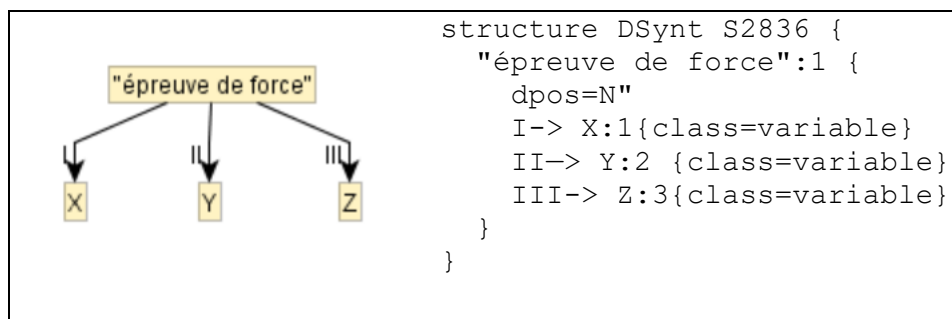 "épreuve de force"
I
II
III
X
Y
Z
structure DSynt S2836 {
"épreuve de force":1 {
dpos=N"
I-> X:1{class=variable}
II—> Y:2 {class=variable}
III-> Z:3{class=variable}
}
}